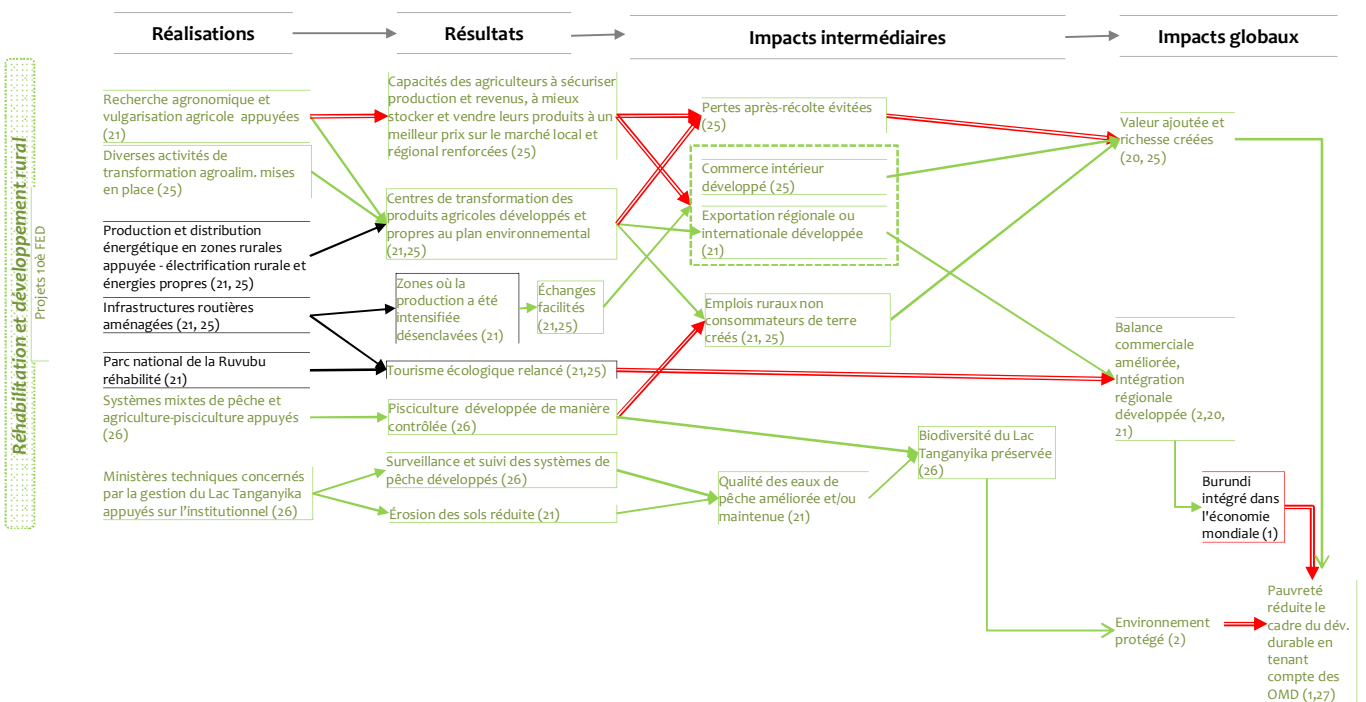 Réalisations
Résultats
Impacts intermédiaires
Impacts globaux
Réhabilitation et développement rural
Projets 10è FED
Recherche agronomique et
vulgarisation agricole appuyées
(21)
Diverses activités de
transformation agroalim. mises
en place (25)
Production et distribution
énergétique en zones rurales
appuyée - électrification rurale et
énergies propres (21, 25)
Infrastructures routières
aménagées (21, 25)
Parc national de la Ruvubu
réhabilité (21)
Systèmes mixtes de pêche et
agriculture-pisciculture appuyés
(26)
Ministères techniques concernés
par la gestion du Lac Tanganyika
appuyés sur l'institutionnel (26)
Capacités des agriculteurs à sécuriser
production et revenus, à mieux
stocker et vendre leurs produits à un
meilleur prix sur le marché local et
régional renforcées (25)
Centres de transformation des
produits agricoles développés et
propres au plan environnemental
(21,25)
Zones où la
production a été
intensifiée
désenclavées (21)
Échanges
facilités
(21,25)
Tourisme écologique relancé (21,25)
Pisciculture développée de manière
contrôlée (26)
Surveillance et suivi des systèmes de
pêche développés (26)
Érosion des sols réduite (21)
Pertes après-récolte évitées
(25)
Commerce intérieur
développé (25)
Exportation régionale ou
internationale développée
(21)
Emplois ruraux non
consommateurs de terre
créés (21, 25)
Qualité des eaux de
pêche améliorée et/ou
maintenue (21)
Biodiversité du Lac
Tanganyika préservée
(26)
Valeur ajoutée et
richesse créées
(20, 25)
Balance
commerciale
améliorée,
Intégration
régionale
développée (2,20,
21)
Burundi
intégré dans
l'économie
mondiale (1)
Environnement
protégé (2)
Pauvreté
réduite le
cadre du dév.
durable en
tenant
compte des
OMD (1,27)